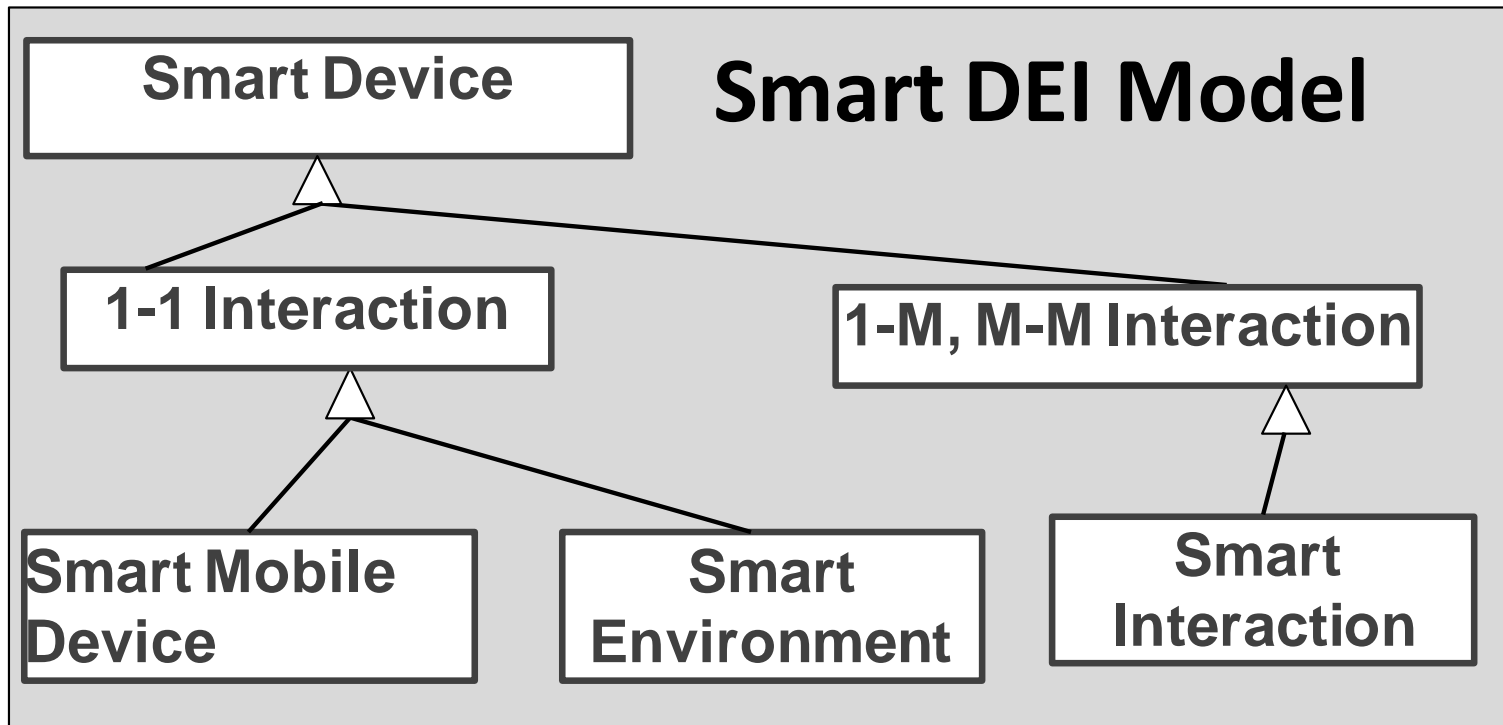 Smart Device
Smart DEI Model
1-1 Interaction
1-M, M-M Interaction
Smart Mobile
Device
Smart
Environment
Smart
Interaction